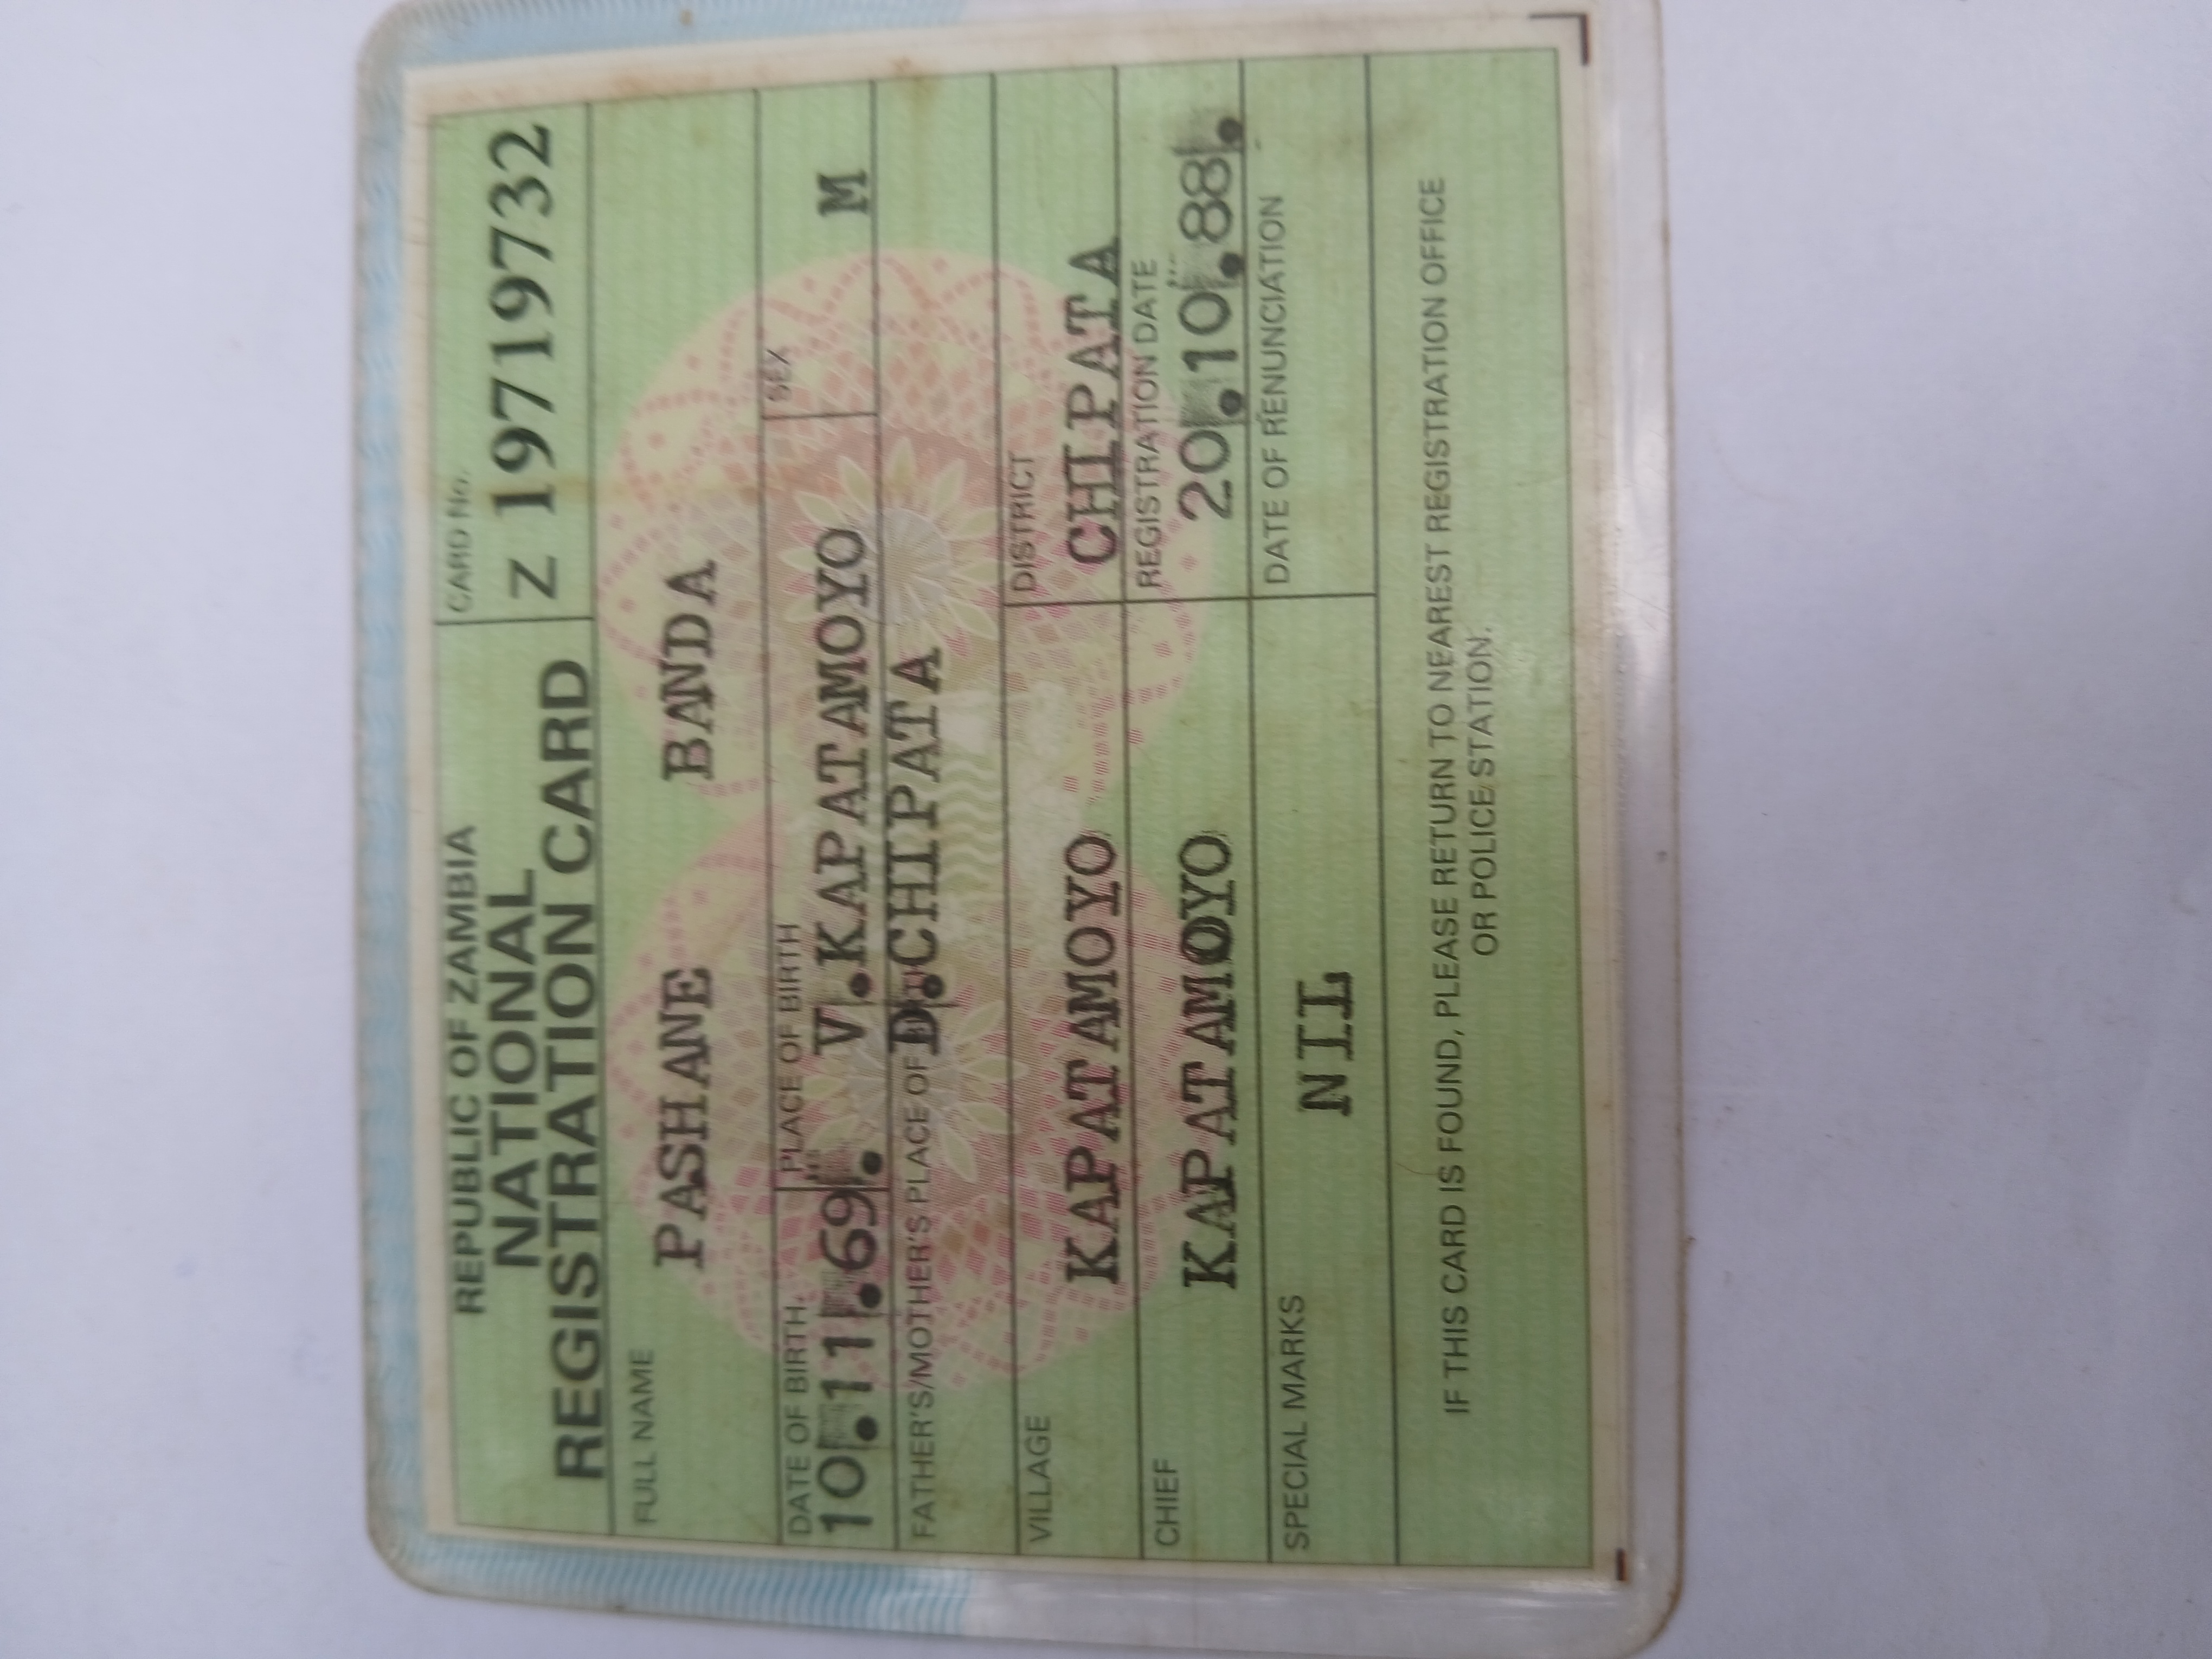 REPUBLIC OF ZAMBIA
NATIONAL
REGISTRATION CARD
CARD No.
Z 19719732
FULL NAME
PASHANE BANDA
DATE OF BIRTH
10.11.69.
PLACE OF BIRTH
V.KAPATAMOYO
SEX
M
FATHER'S/MOTHER'S PLACE OF
D.CHIPATA
VILLAGE
KAPATAMOYO
DISTRICT
CHIPATA
CHIEF
KAPATAMOYO
REGISTRATION DATE
20.10.88.
SPECIAL MARKS
NIL
DATE OF RENUNCIATION
IF THIS CARD IS FOUND, PLEASE RETURN TO NEAREST REGISTRATION OFFICE
OR POLICE STATION.